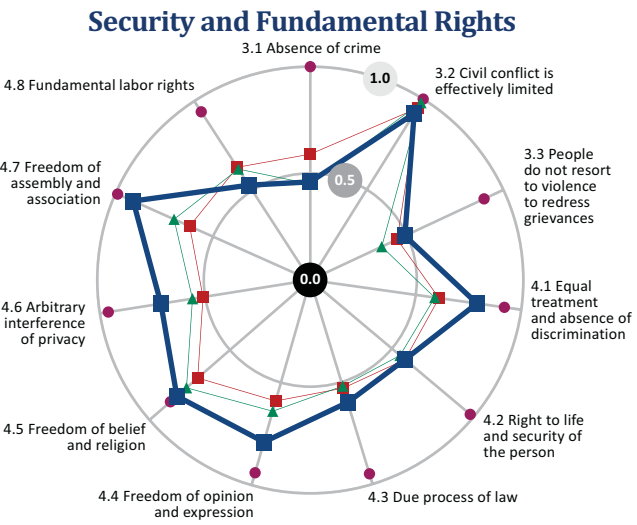 Security and Fundamental Rights
3.1 Absence of crime
1.0
3.2 Civil conflict is
effectively limited
4.8 Fundamental labor rights
3.3 People
do not resort
to violence
to redress
grievances
4.7 Freedom of
assembly and
association
0.5
0.0
4.1 Equal
treatment
and absence of
discrimination
4.6 Arbitrary
interference
of privacy
4.2 Right to life
and security of
the person
4.5 Freedom of belief
and religion
4.4 Freedom of opinion
and expression
4.3 Due process of law